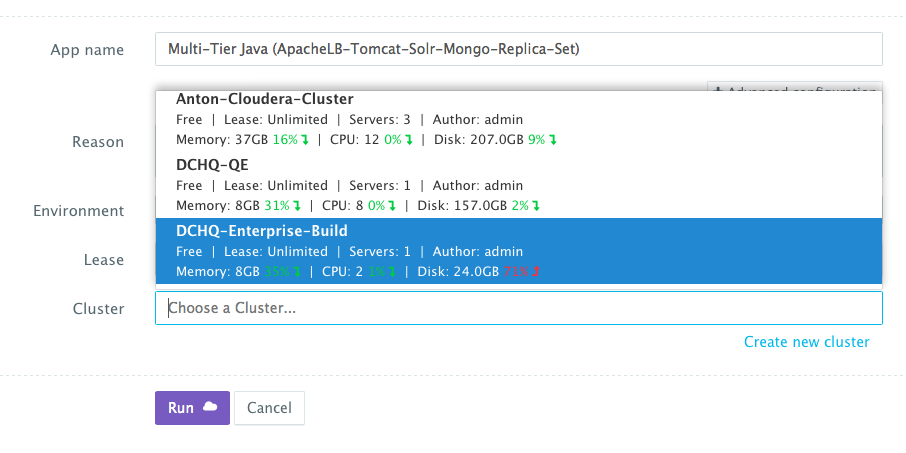 App name
Multi-Tier Java (ApacheLB-Tomcat-Solr-Mongo-Replica-Set)
Advanced configuration
Reason
Environment
Lease
Anton-Cloudera-Cluster
Free | Lease: Unlimited | Servers: 3 | Author: admin
Memory: 37GB 16% | CPU: 12 0% | Disk: 207.0GB 9%
DCHQ-QE
Free | Lease: Unlimited | Servers: 1 | Author: admin
Memory: 8GB 31% | CPU: 8 0% | Disk: 157.0GB 2%
DCHQ-Enterprise-Build
Free | Lease: Unlimited | Servers: 1 | Author: admin
Memory: 8GB 35% | CPU: 2 | Disk: 24.0GB
Cluster
Choose a Cluster...
Create new cluster
Run
Cancel